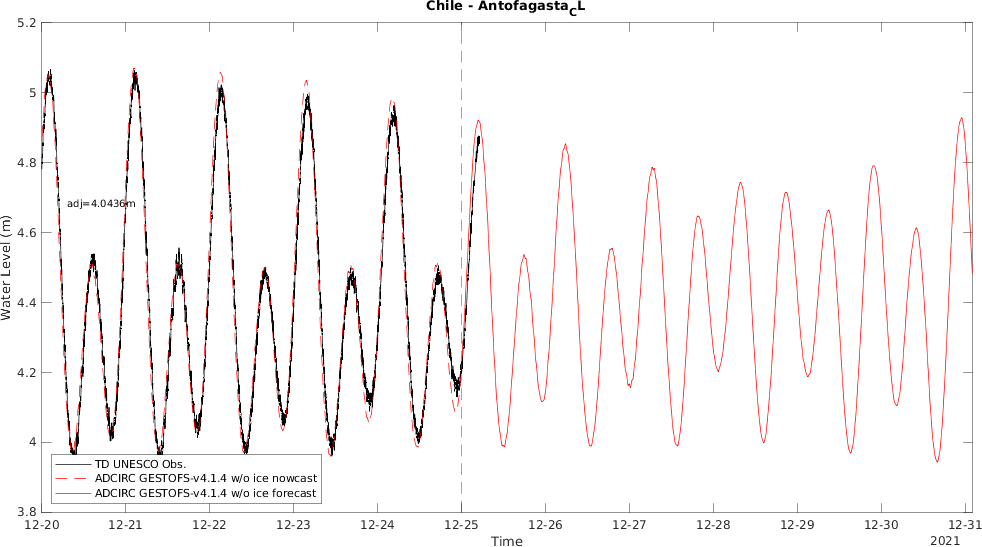 Chile - Antofagasta_CL
5.2
5
4.8
4.6
4.4
4.2
4
3.8
Water Level (m)
adj=4.0436m
TD UNESCO Obs.
ADCIRC GESTOFS-v4.1.4 w/o ice nowcast
ADCIRC GESTOFS-v4.1.4 w/o ice forecast
12-20 12-21 12-22 12-23 12-24 12-25 12-26 12-27 12-28 12-29 12-30 12-31
Time
2021